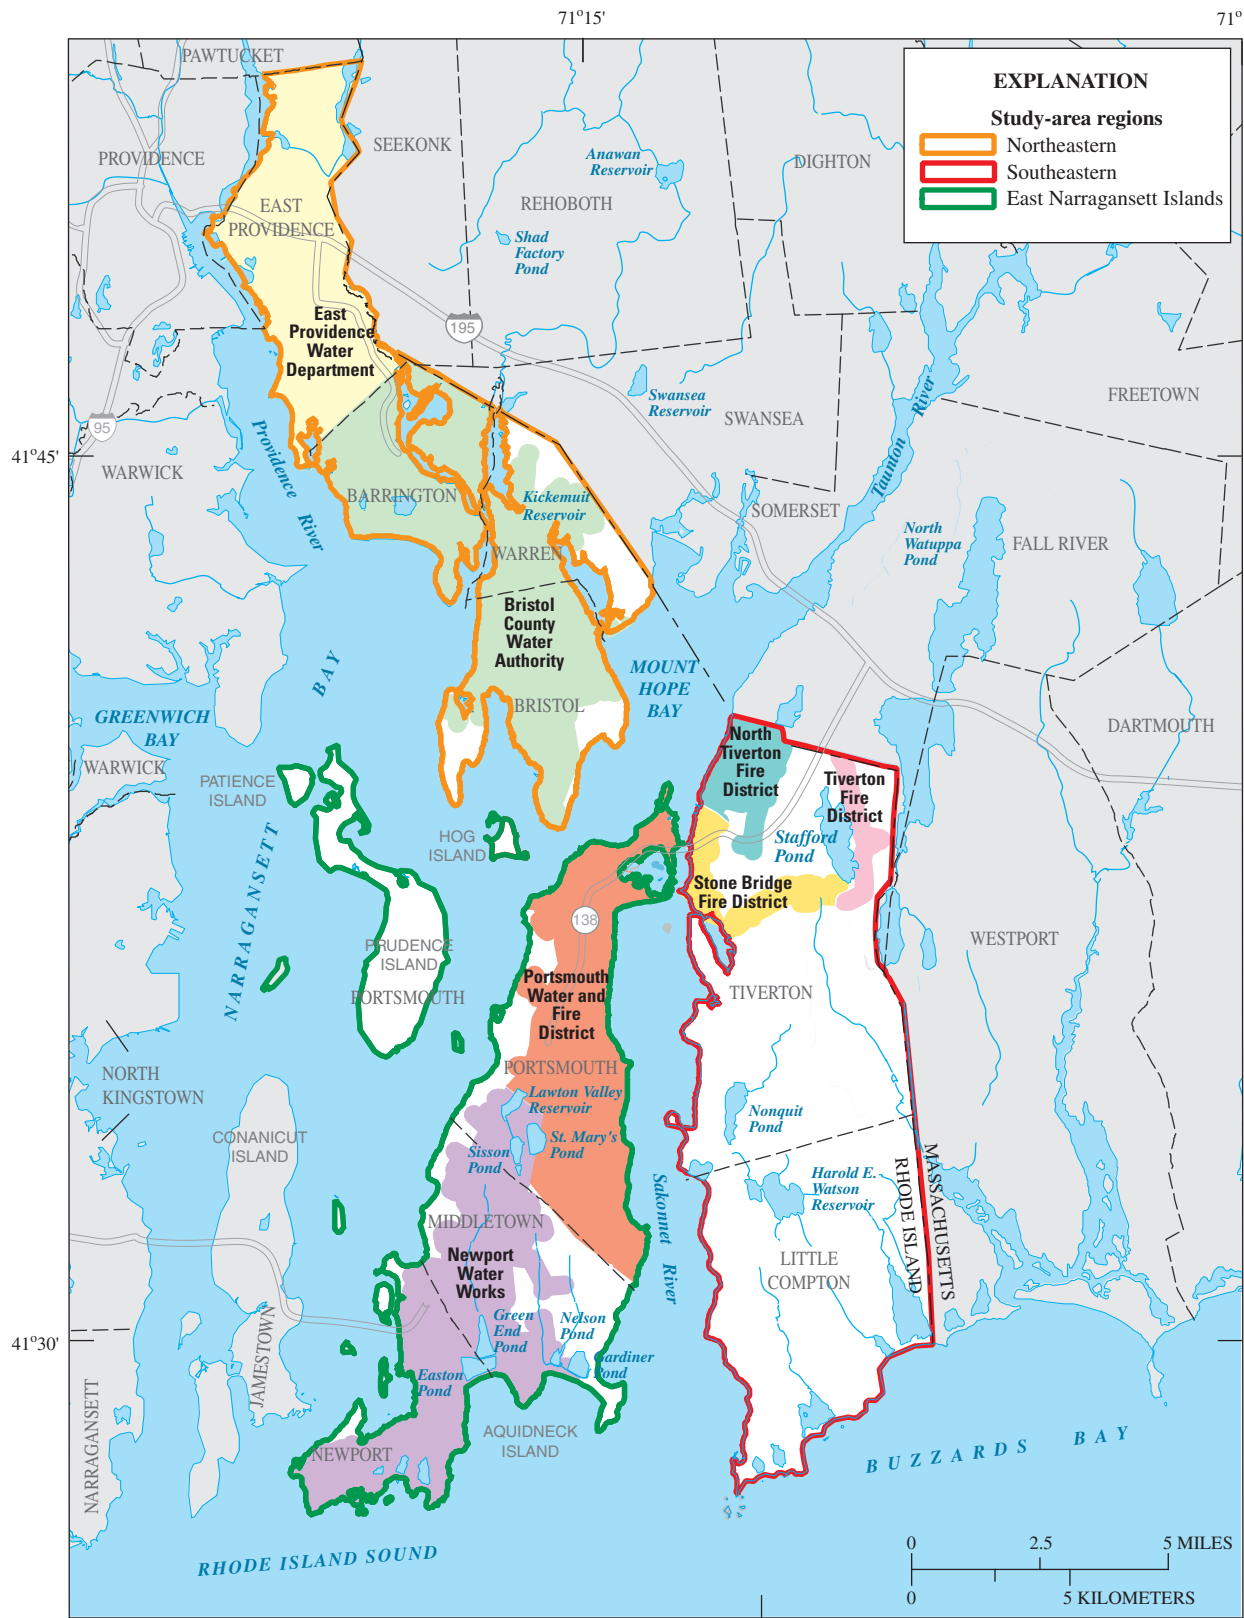 71°15'
71°
PAWTUCKET
EXPLANATION
Study-area regions
Northeastern
Southeastern
East Narragansett Islands
PROVIDENCE
SEEKONK
Anawan
Reservoir
DIGHTON
REHOBOTH
EAST
PROVIDENCE
Shad
Factory
Pond
East
Providence
Water
Department
195
Swansea
Reservoir
SWANSEA
FREETOWN
Taunton River
95
41°45'
WARWICK
Providence River
BARRINGTON
Kickemuit
Reservoir
SOMERSET
North
Watuppa
Pond
FALL RIVER
WARREN
Bristol
County
Water
Authority
MOUNT
HOPE
BAY
BRISTOL
GREENWICH
BAY
WARWICK
DARTMOUTH
PATIENCE
ISLAND
North
Tiverton
Fire
District
Tiverton
Fire
District
HOG
ISLAND
Stafford
Pond
Stone Bridge
Fire District
NARRAGANSETT BAY
138
PRUDENCE
ISLAND
PORTSMOUTH
WESTPORT
Portsmouth
Water and
Fire
District
TIVERTON
NORTH
KINGSTOWN
PORTSMOUTH
Lawton Valley
Reservoir
Nonquit
Pond
CONANICUT
ISLAND
St. Mary's
Pond
Sisson
Pond
MASSACHUSETTS
RHODE ISLAND
Harold E.
Watson
Reservoir
Sakonnet River
MIDDLETOWN
Newport
Water
Works
LITTLE
COMPTON
41°30'
Green
End
Pond
Nelson
Pond
Gardiner
Pond
Easton
Pond
JAMESTOWN
NARRAGANSETT
AQUIDNECK
ISLAND
NEWPORT
BUZZARDS BAY
RHODE ISLAND SOUND
0 2.5 5 MILES
0 5 KILOMETERS